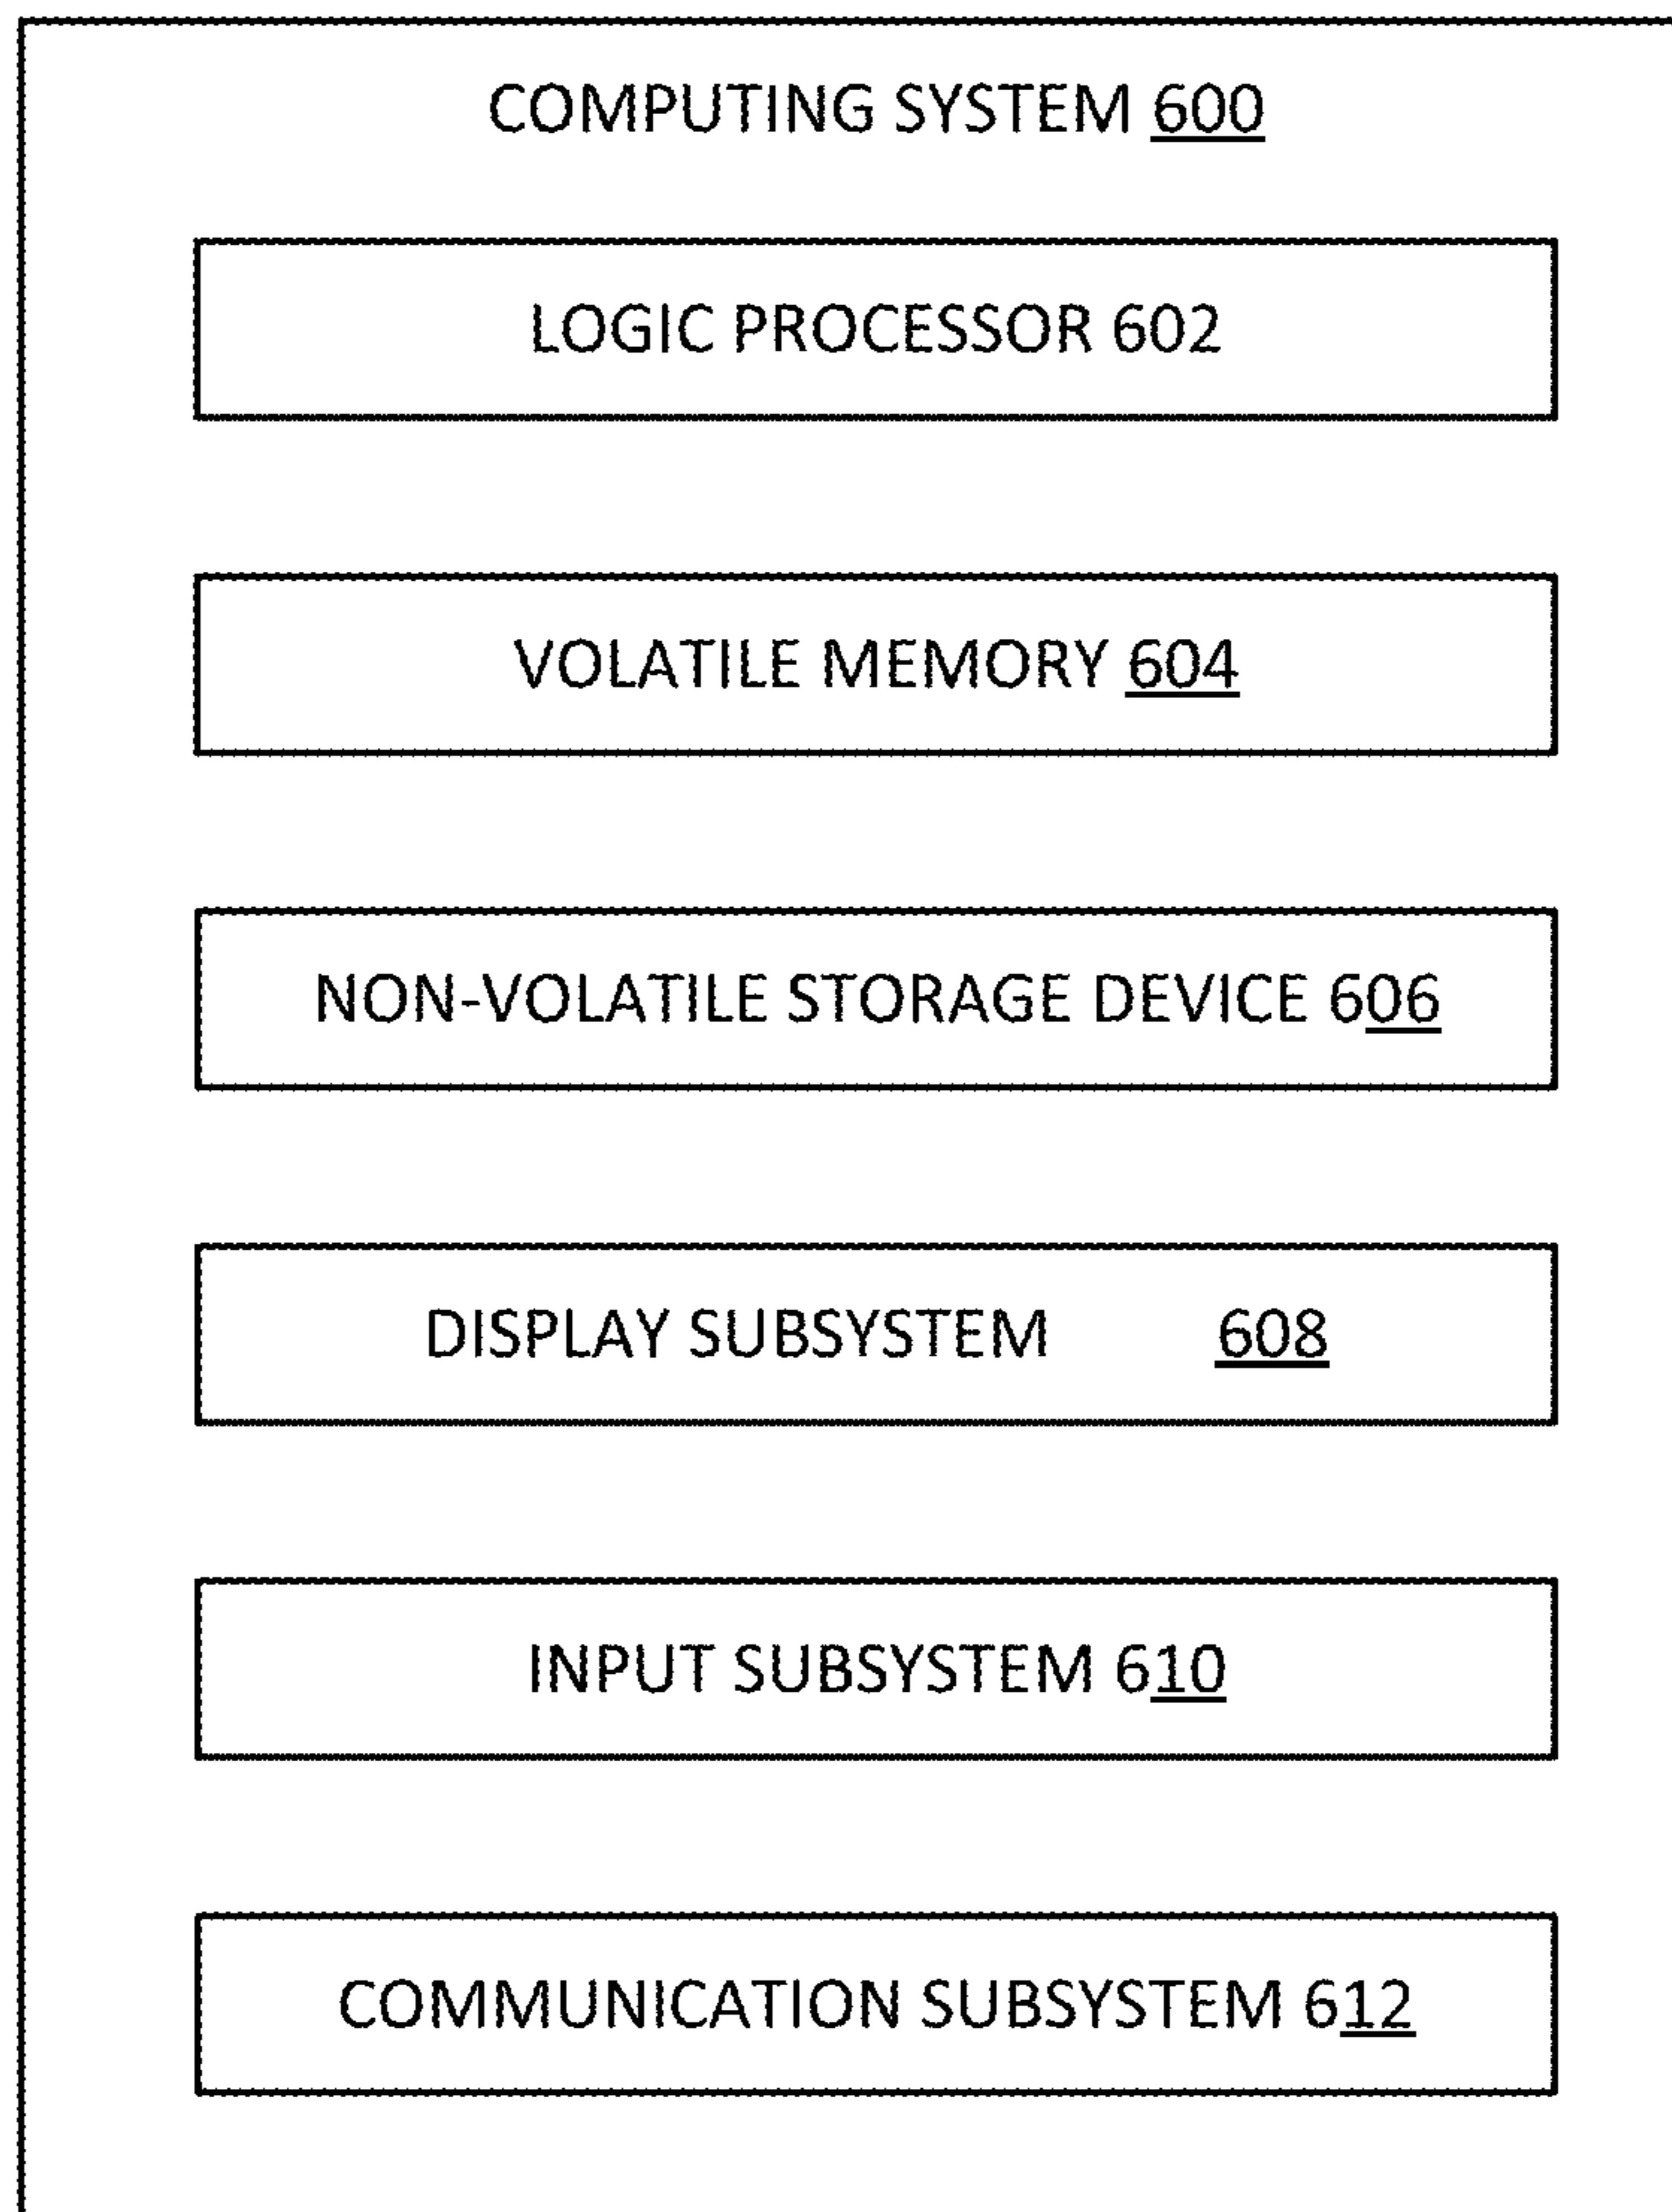 COMPUTING SYSTEM 600
LOGIC PROCESSOR 602
VOLATILE MEMORY 604
NON-VOLATILE STORAGE DEVICE 606
DISPLAY SUBSYSTEM 608
INPUT SUBSYSTEM 610
COMMUNICATION SUBSYSTEM 612